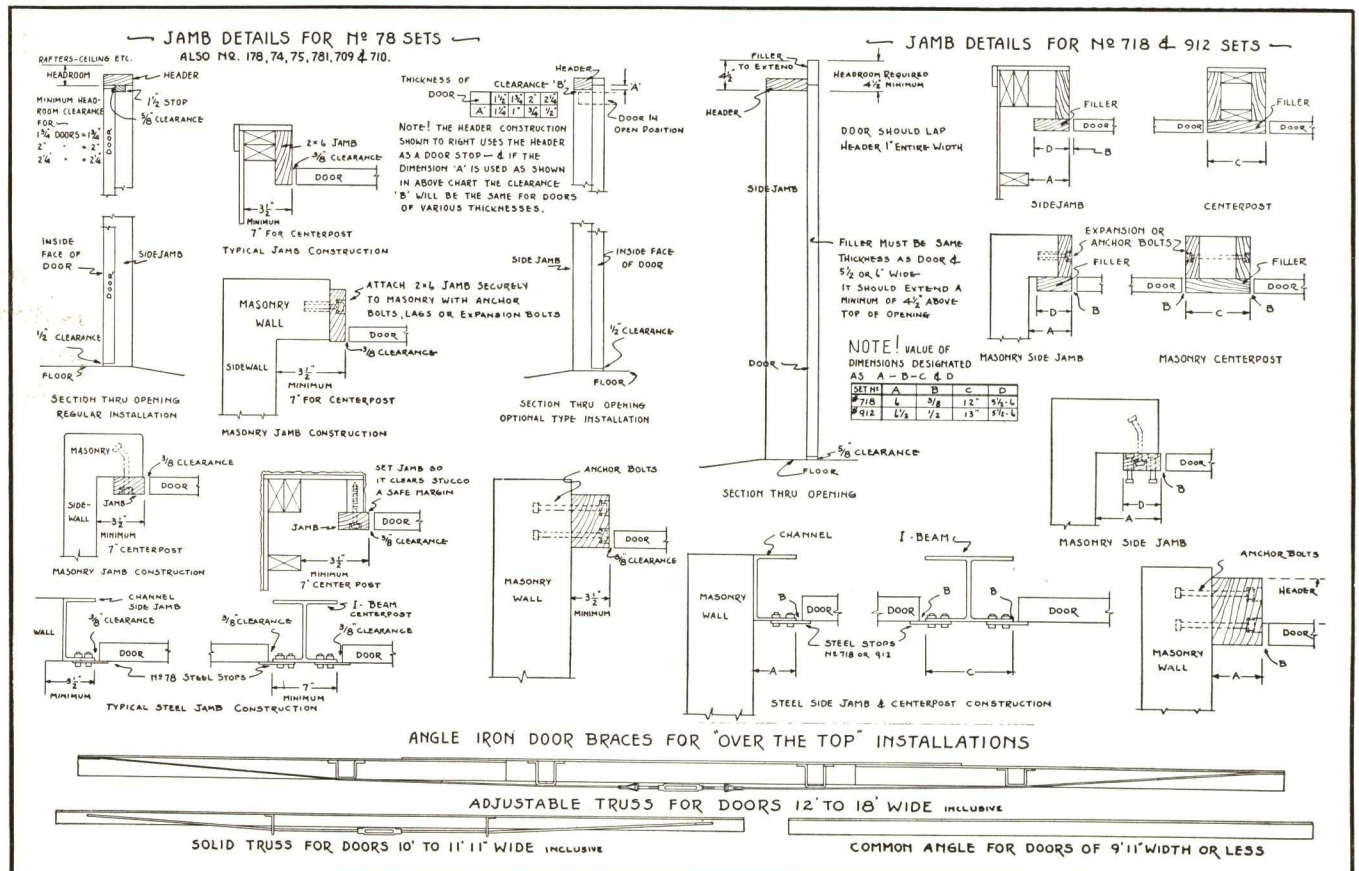 — JAMB DETAILS FOR Nº 78 SETS —
ALSO NO. 178, 74, 75, 781, 709 & 710.
RAFTERS-CEILING ETC.
HEADROOM
HEADER
1½" STOP
5/8" CLEARANCE
MINIMUM HEAD-
ROOM CLEARANCE
FOR —
1¾" DOORS = 1¾"
2" " = 2"
2¼" " = 2¼"
DOOR
INSIDE
FACE OF
DOOR
DOOR
SIDEJAMB
1/2" CLEARANCE
FLOOR
SECTION THRU OPENING
REGULAR INSTALLATION
2×6 JAMB
3/8" CLEARANCE
DOOR
3½"
MINIMUM
7" FOR CENTERPOST
TYPICAL JAMB CONSTRUCTION
MASONRY
WALL
SIDEWALL
ATTACH 2×6 JAMB SECURELY
TO MASONRY WITH ANCHOR
BOLTS, LAGS OR EXPANSION BOLTS
DOOR
3/8" CLEARANCE
3½"
MINIMUM
7" FOR CENTERPOST
MASONRY JAMB CONSTRUCTION
THICKNESS OF
DOOR
1½" 1¾" 2" 2¼"
'A' 1¼" 1" ¾" ½"
HEADER
CLEARANCE 'B'
'A'
DOOR IN
OPEN POSITION
NOTE! THE HEADER CONSTRUCTION
SHOWN TO RIGHT USES THE HEADER
AS A DOOR STOP — & IF THE
DIMENSION 'A' IS USED AS SHOWN
IN ABOVE CHART THE CLEARANCE
'B' WILL BE THE SAME FOR DOORS
OF VARIOUS THICKNESSES.
SIDE JAMB
INSIDE FACE
OF DOOR
1/2" CLEARANCE
FLOOR
SECTION THRU OPENING
OPTIONAL TYPE INSTALLATION
MASONRY
3/8" CLEARANCE
DOOR
JAMB
SIDE-
WALL
3½"
MINIMUM
7" CENTERPOST
MASONRY JAMB CONSTRUCTION
SET JAMB SO
IT CLEARS STUCCO
A SAFE MARGIN
JAMB
DOOR
3/8" CLEARANCE
3½"
MINIMUM
7" CENTER POST
ANCHOR BOLTS
DOOR
3/8" CLEARANCE
MASONRY
WALL
3½"
MINIMUM
CHANNEL
SIDE JAMB
3/8" CLEARANCE
WALL
DOOR
3½"
MINIMUM
Nº 78 STEEL STOPS
I-BEAM
CENTERPOST
3/8" CLEARANCE
3/8" CLEARANCE
DOOR
7"
MINIMUM
TYPICAL STEEL JAMB CONSTRUCTION
— JAMB DETAILS FOR Nº 718 & 912 SETS —
FILLER
TO EXTEND
4½"
HEADROOM REQUIRED
4½" MINIMUM
HEADER
DOOR SHOULD LAP
HEADER 1" ENTIRE WIDTH
SIDEJAMB
FILLER MUST BE SAME
THICKNESS AS DOOR &
5½ OR 6" WIDE
IT SHOULD EXTEND A
MINIMUM OF 4½" ABOVE
TOP OF OPENING
DOOR
5/8" CLEARANCE
FLOOR
SECTION THRU OPENING
FILLER
DOOR
D
B
A
SIDEJAMB
FILLER
DOOR
DOOR
C
CENTERPOST
EXPANSION OR
ANCHOR BOLTS
FILLER
DOOR
D
B
A
MASONRY SIDE JAMB
FILLER
DOOR
DOOR
B
C
B
MASONRY CENTERPOST
NOTE! VALUE OF
DIMENSIONS DESIGNATED
AS A - B - C & D
SET Nº A B C D
#718 6 3/8 12" 5½-6
#912 6½ 1/2 13" 5½-6
DOOR
B
D
A
MASONRY SIDE JAMB
CHANNEL
MASONRY
WALL
B
DOOR
A
STEEL STOPS
Nº 718 OR 912
I-BEAM
DOOR
B
B
DOOR
C
STEEL SIDE JAMB & CENTERPOST CONSTRUCTION
ANCHOR BOLTS
HEADER
DOOR
MASONRY
WALL
B
A
ANGLE IRON DOOR BRACES FOR "OVER THE TOP" INSTALLATIONS
ADJUSTABLE TRUSS FOR DOORS 12' TO 18' WIDE INCLUSIVE
SOLID TRUSS FOR DOORS 10' TO 11'11" WIDE INCLUSIVE
COMMON ANGLE FOR DOORS OF 9'11" WIDTH OR LESS